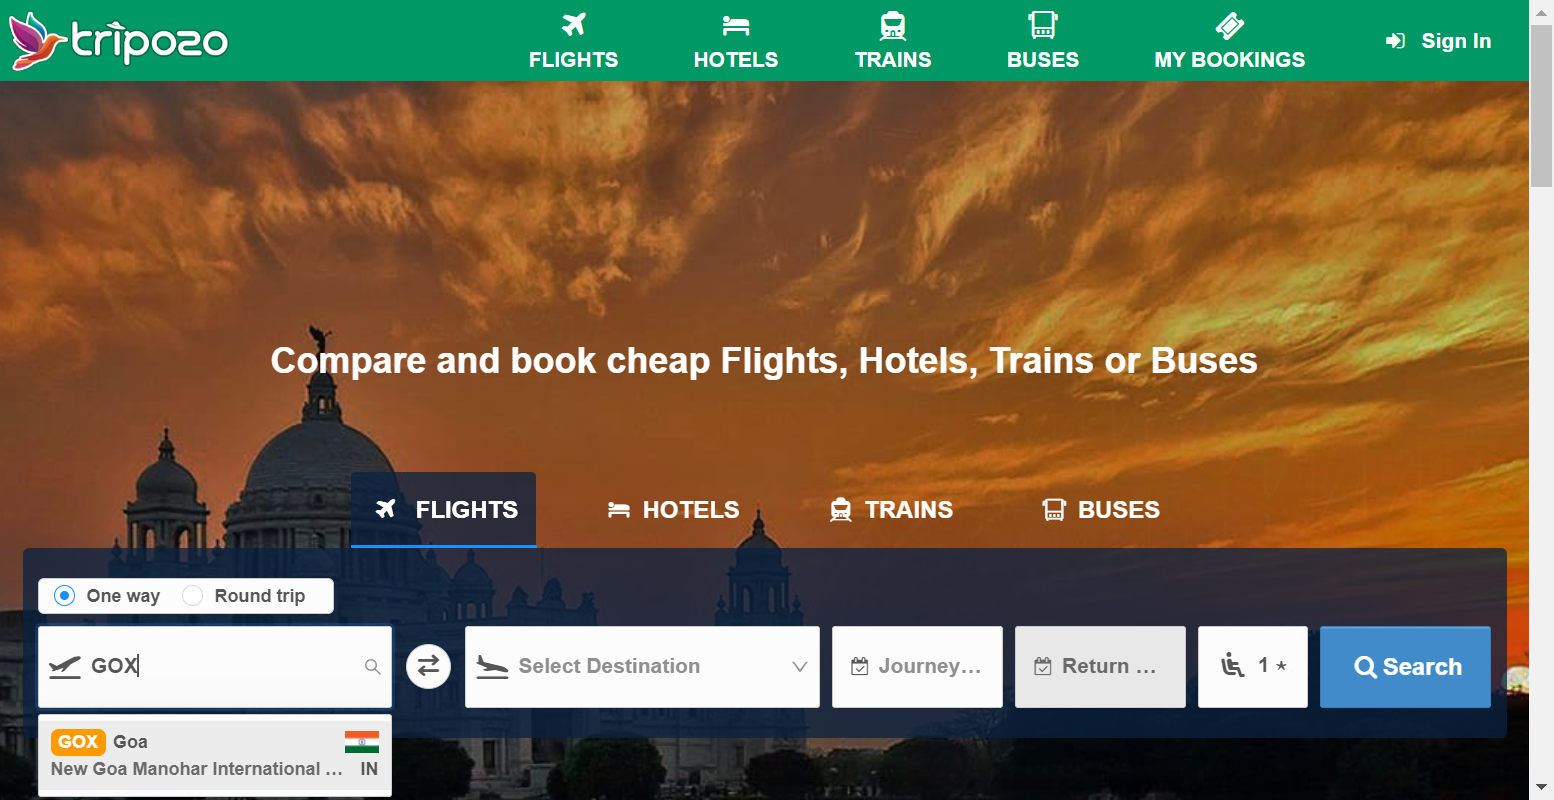 tripozo
FLIGHTS
HOTELS
TRAINS
BUSES
MY BOOKINGS
Sign In
Compare and book cheap Flights, Hotels, Trains or Buses
FLIGHTS
HOTELS
TRAINS
BUSES
One way
Round trip
GOX
Select Destination
Journey...
Return ...
1
Search
GOX Goa
New Goa Manohar International ... IN